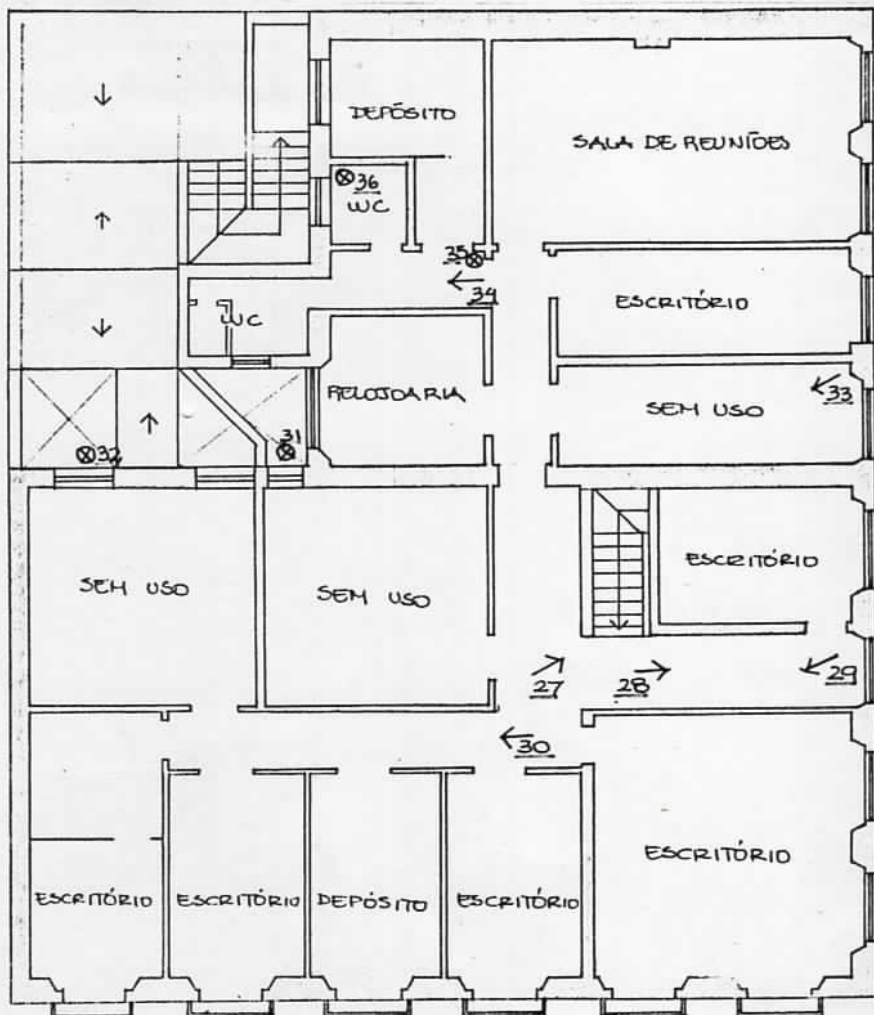 DEPÓSITO
SALA DE REUNIÕES
36
WC
35
34
ESCRITÓRIO
WC
RELOJOARIA
SEM USO
33
32
31
SEM USO
SEM USO
ESCRITÓRIO
27
28
29
30
ESCRITÓRIO
ESCRITÓRIO
ESCRITÓRIO
DEPÓSITO
ESCRITÓRIO